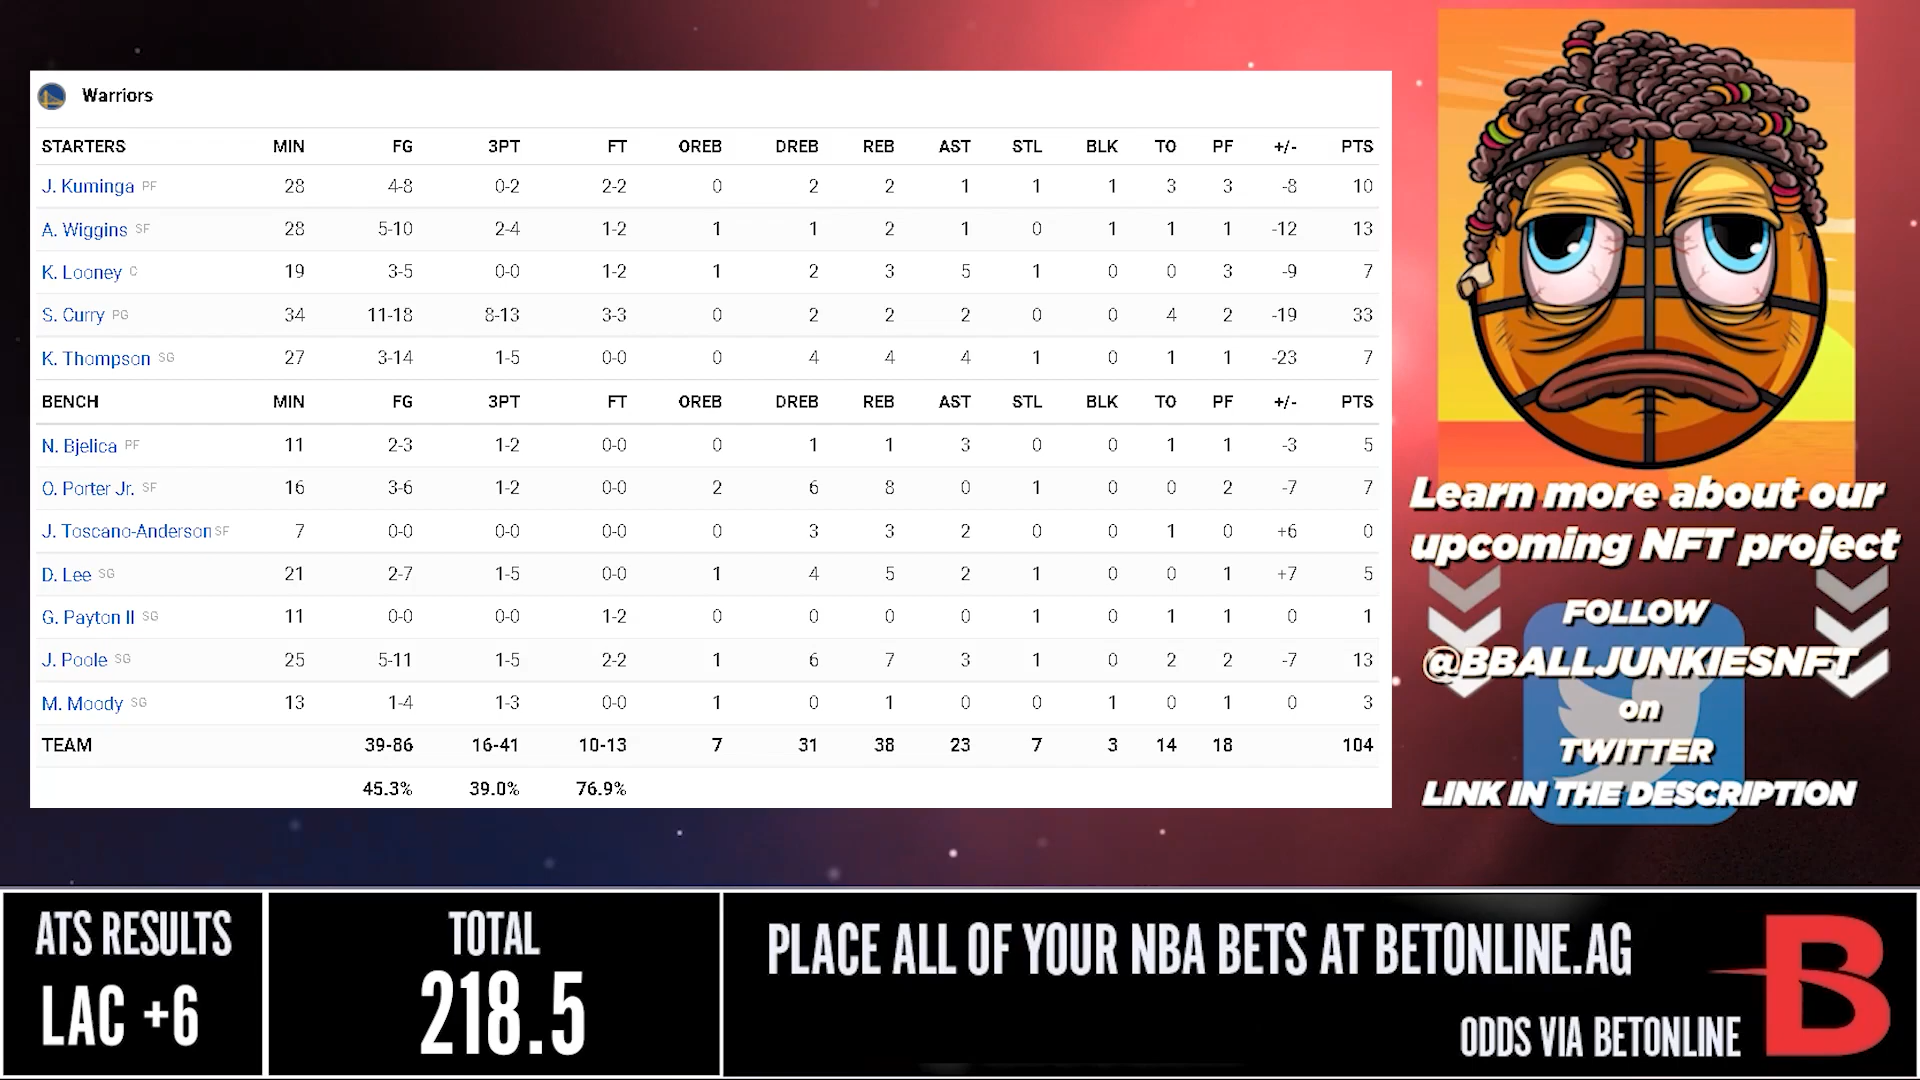 Warriors
STARTERS MIN FG 3PT FT OREB DREB REB AST STL BLK TO PF +/- PTS
J. Kuminga PF 28 4-8 0-2 2-2 0 2 2 1 1 1 3 3 -8 10
A. Wiggins SF 28 5-10 2-4 1-2 1 1 2 1 0 1 1 1 -12 13
K. Looney C 19 3-5 0-0 1-2 1 2 3 5 1 0 0 3 -9 7
S. Curry PG 34 11-18 8-13 3-3 0 2 2 2 0 0 4 2 -19 33
K. Thompson SG 27 3-14 1-5 0-0 0 4 4 4 1 0 1 1 -23 7
BENCH MIN FG 3PT FT OREB DREB REB AST STL BLK TO PF +/- PTS
N. Bjelica PF 11 2-3 1-2 0-0 0 1 1 3 0 0 1 1 -3 5
O. Porter Jr. SF 16 3-6 1-2 0-0 2 6 8 0 1 0 0 2 -7 7
J. Toscano-Anderson SF 7 0-0 0-0 0-0 0 3 3 2 0 0 1 0 +6 0
D. Lee SG 21 2-7 1-5 0-0 1 4 5 2 1 0 0 1 +7 5
G. Payton II SG 11 0-0 0-0 1-2 0 0 0 0 1 0 1 1 0 1
J. Poole SG 25 5-11 1-5 2-2 1 6 7 3 1 0 2 2 -7 13
M. Moody SG 13 1-4 1-3 0-0 1 0 1 0 0 1 0 1 0 3
TEAM 39-86 16-41 10-13 7 31 38 23 7 3 14 18 104
45.3% 39.0% 76.9%
Learn more about our
upcoming NFT project
FOLLOW
@BBALLJUNKIESNFT
on
TWITTER
LINK IN THE DESCRIPTION
ATS RESULTS
LAC +6
TOTAL
218.5
PLACE ALL OF YOUR NBA BETS AT BETONLINE.AG
ODDS VIA BETONLINE
B